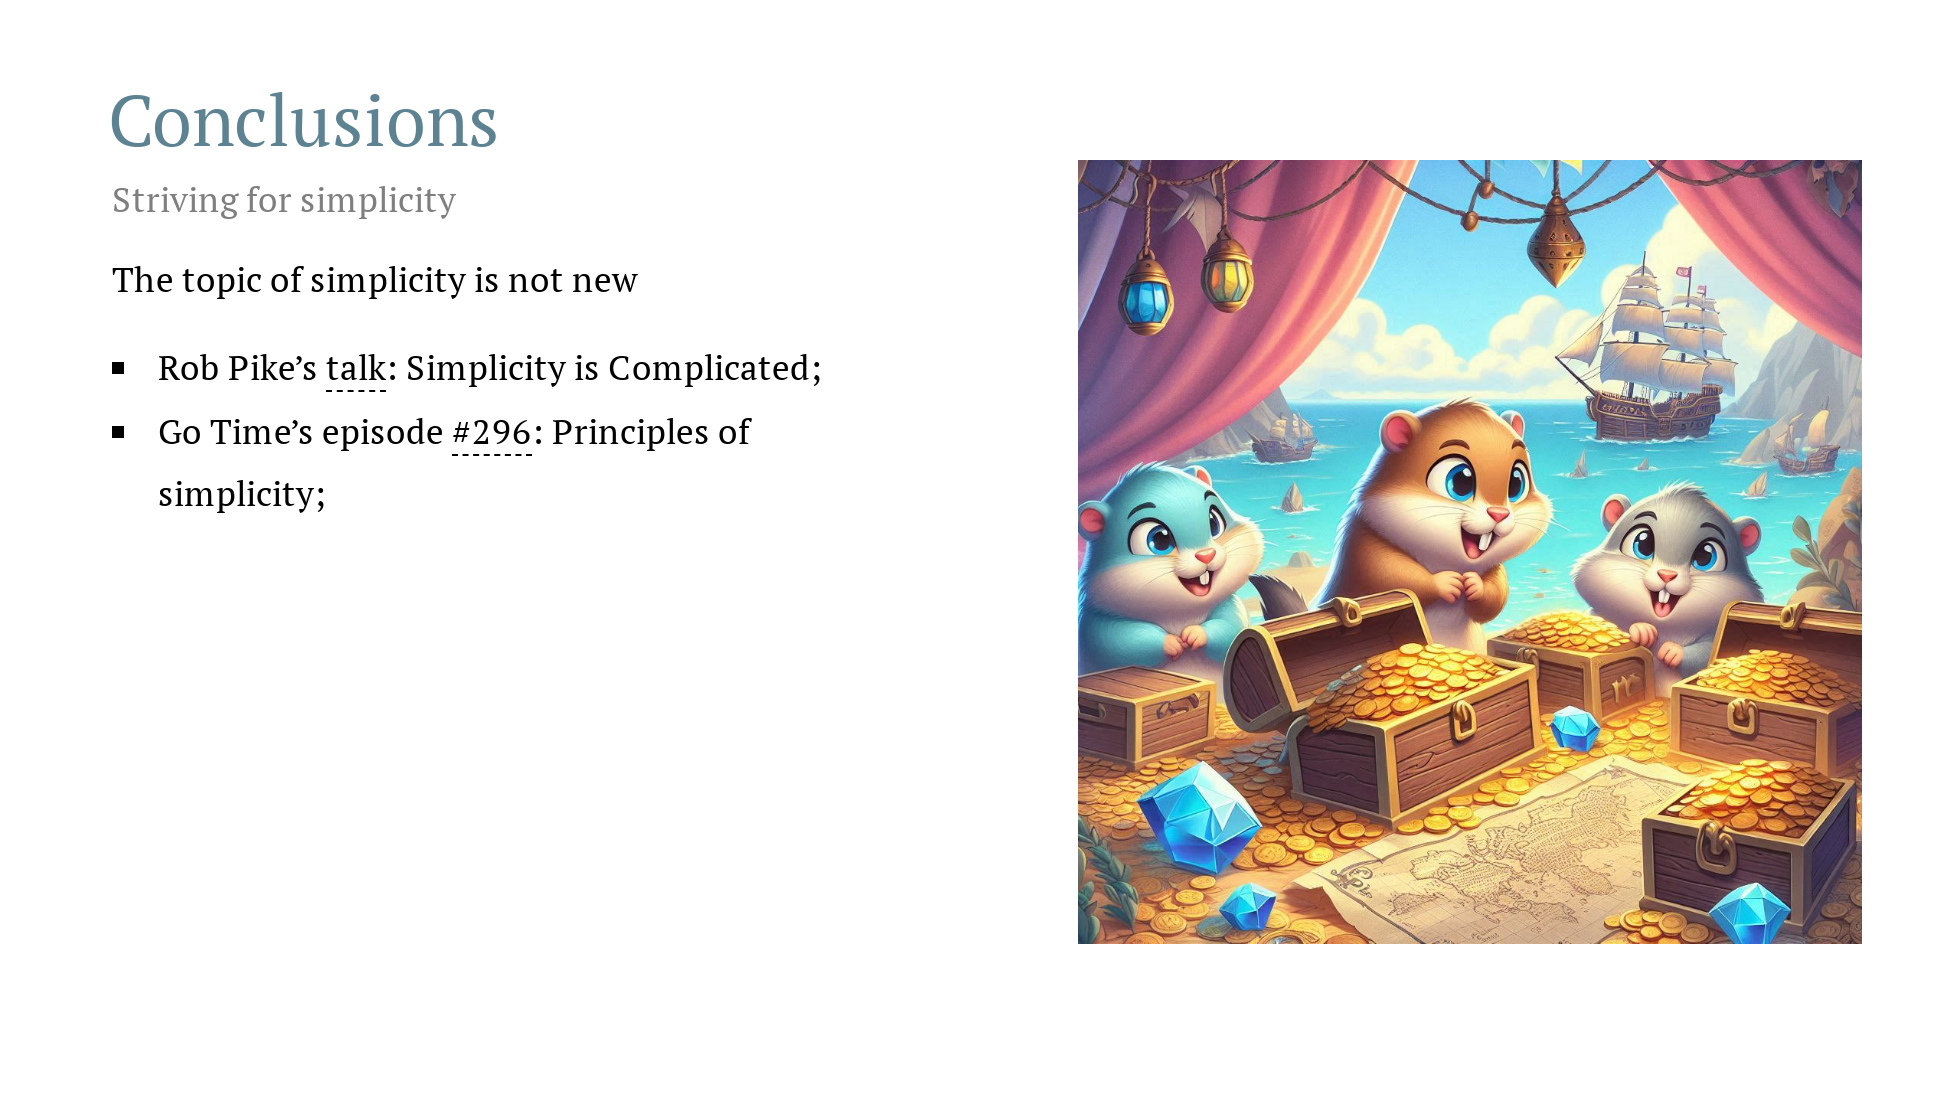 Conclusions
Striving for simplicity
The topic of simplicity is not new
Rob Pike’s talk: Simplicity is Complicated;
Go Time’s episode #296: Principles of
simplicity;